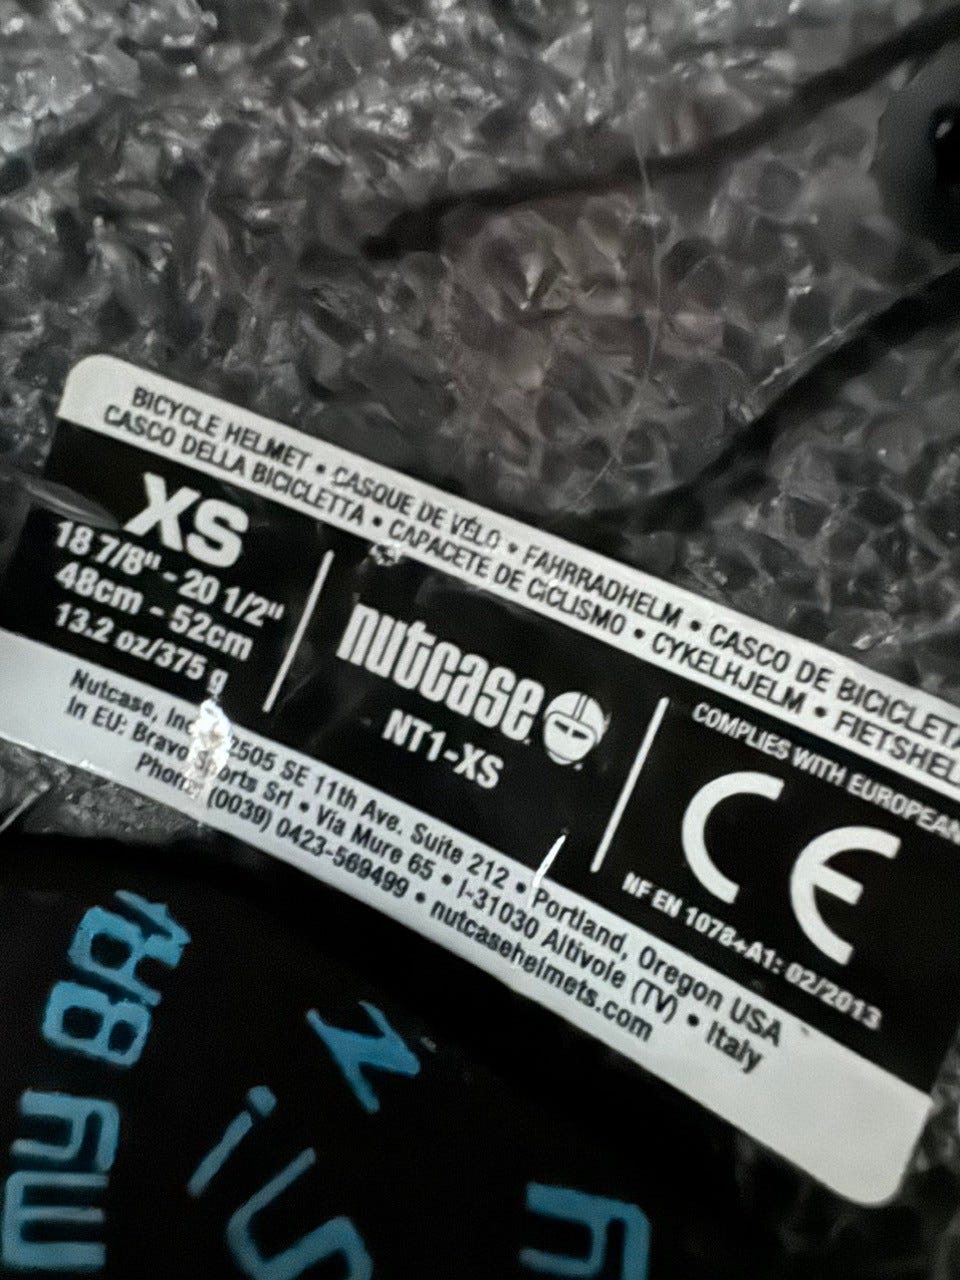 BICYCLE HELMET • CASQUE DE VÉLO • FAHRRADHELM • CASCO DE BICICLETA
CASCO DELLA BICICLETTA • CAPACETE DE CICLISMO • CYKELHJELM • FIETSHEL
XS
18 7/8" - 20 1/2"
48cm - 52cm
13.2 oz/375 g
nutcase
NT1-XS
COMPLIES WITH EUROPEAN
CE
NF EN 1078+A1: 02/2013
Nutcase, Inc 2505 SE 11th Ave. Suite 212 • Portland, Oregon USA
In EU: Bravo Sports Srl • Via Mure 65 • I-31030 Altivole (TV) • Italy
Phone (0039) 0423-569499 • nutcasehelmets.com